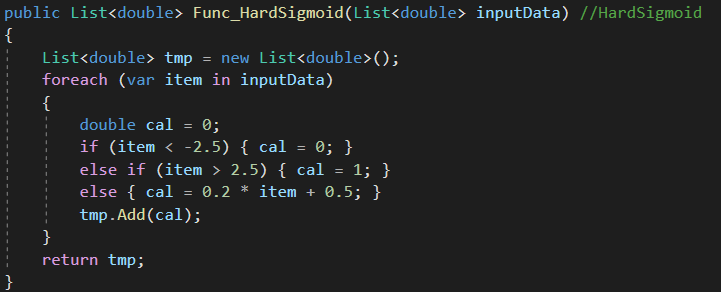 public List<double> Func_HardSigmoid(List<double> inputData) //HardSigmoid
{
    List<double> tmp = new List<double>();
    foreach (var item in inputData)
    {
        double cal = 0;
        if (item < -2.5) { cal = 0; }
        else if (item > 2.5) { cal = 1; }
        else { cal = 0.2 * item + 0.5; }
        tmp.Add(cal);
    }
    return tmp;
}